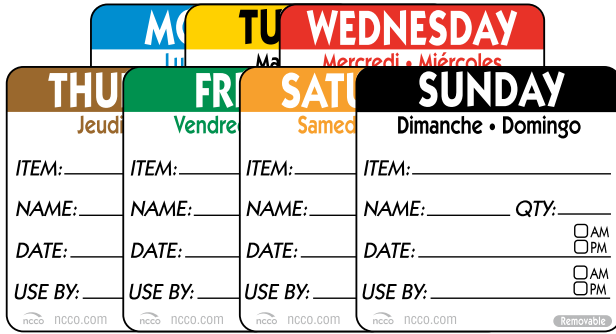 MO
Lu
TU
Ma
WEDNESDAY
Mercredi • Miércoles
THU
Jeudi
ITEM:
NAME:
DATE:
USE BY:
ncco ncco.com
FRI
Vendre
ITEM:
NAME:
DATE:
USE BY:
ncco ncco.com
SATU
Samed
ITEM:
NAME:
DATE:
USE BY:
ncco ncco.com
SUNDAY
Dimanche • Domingo
ITEM:
NAME: QTY:
AM
DATE: PM
AM
USE BY: PM
ncco ncco.com Removable